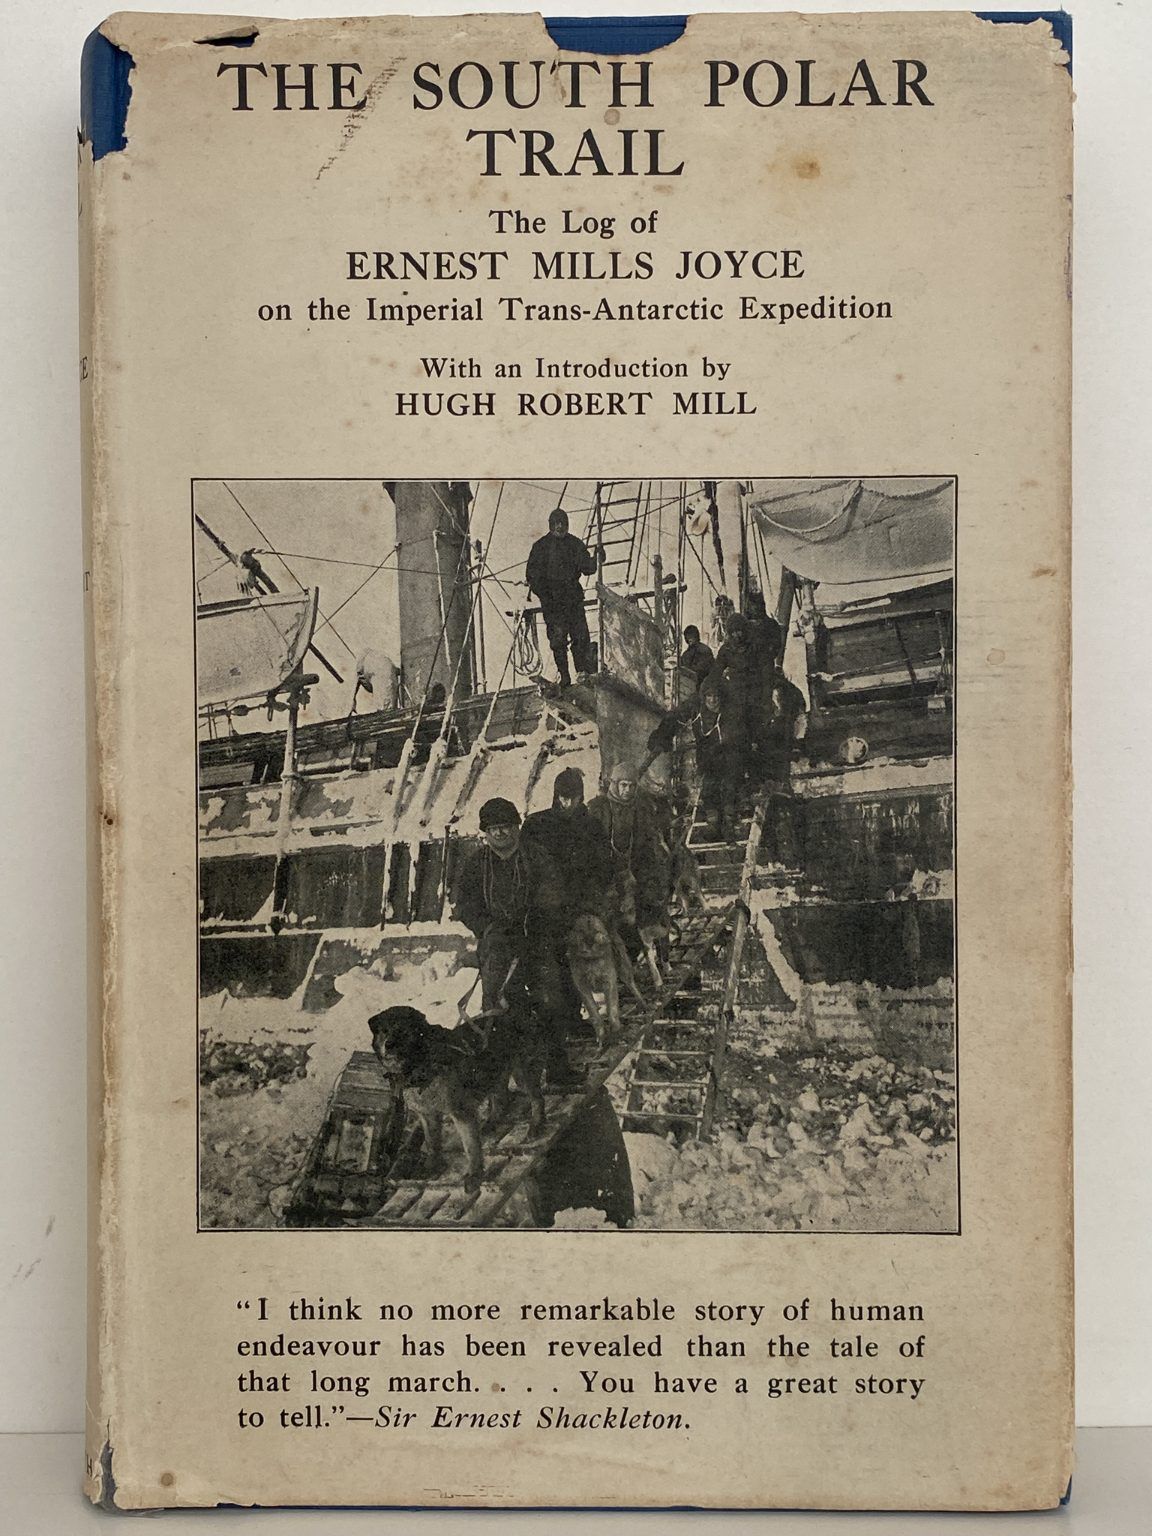 THE SOUTH POLAR
TRAIL
The Log of
ERNEST MILLS JOYCE
on the Imperial Trans-Antarctic Expedition
With an Introduction by
HUGH ROBERT MILL
“I think no more remarkable story of human
endeavour has been revealed than the tale of
that long march. . . . You have a great story
to tell.”—Sir Ernest Shackleton.